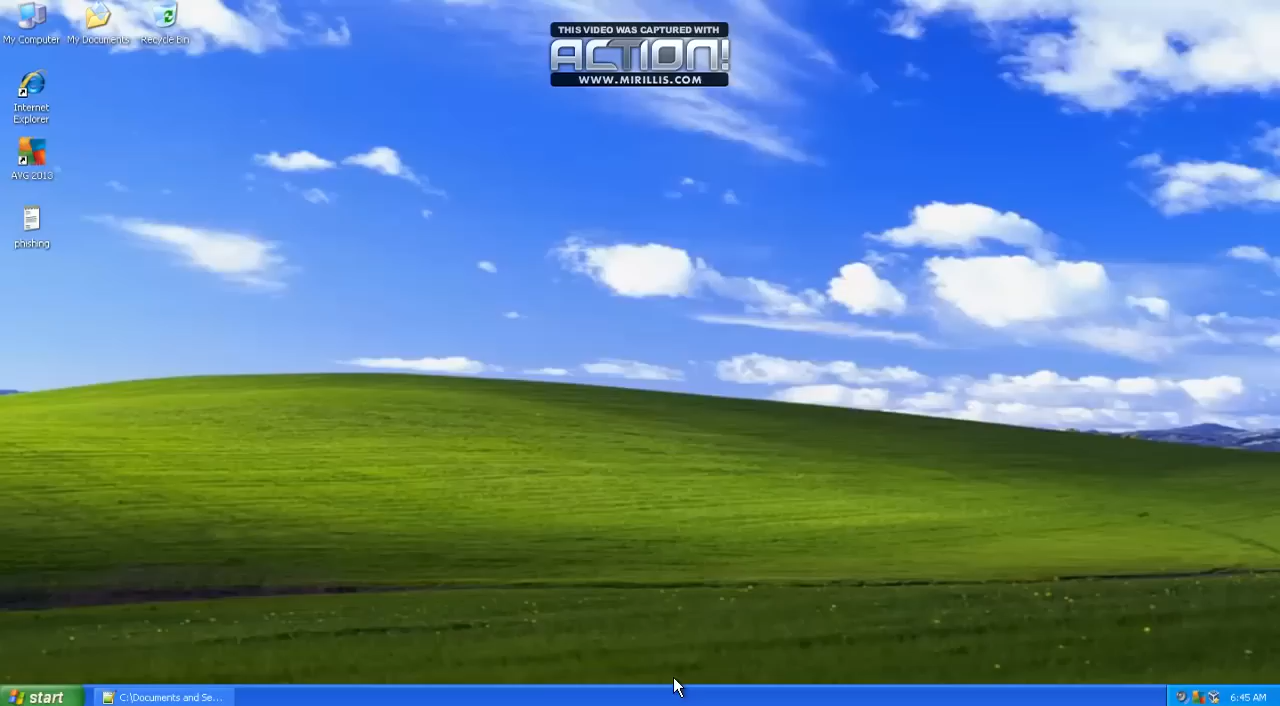 THIS VIDEO WAS CAPTURED WITH
ACTION!
WWW.MIRILLIS.COM
My Computer
My Documents
Recycle Bin
Internet
Explorer
AVG 2013
phishing
start
C:\Documents and Se...
6:45 AM